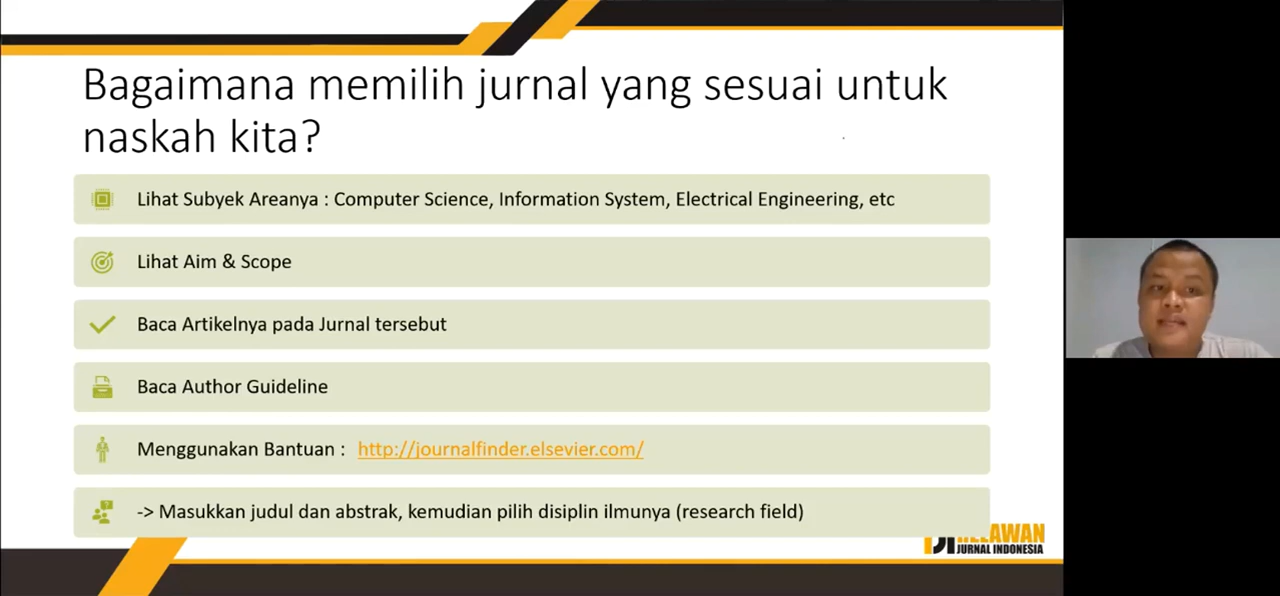 Bagaimana memilih jurnal yang sesuai untuk
naskah kita?
Lihat Subyek Areanya : Computer Science, Information System, Electrical Engineering, etc
Lihat Aim & Scope
Baca Artikelnya pada Jurnal tersebut
Baca Author Guideline
Menggunakan Bantuan : http://journalfinder.elsevier.com/
-> Masukkan judul dan abstrak, kemudian pilih disiplin ilmunya (research field)
JURNAL INDONESIA